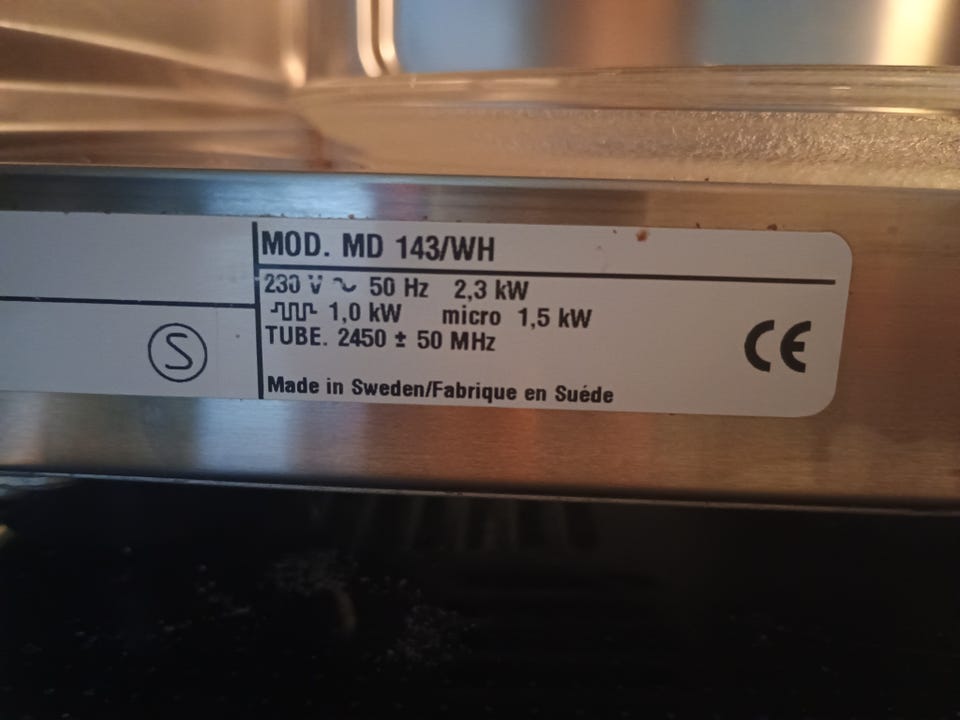 MOD. MD 143/WH
230 V ~ 50 Hz 2,3 kW
1,0 kW micro 1,5 kW
TUBE. 2450 ± 50 MHz
S
CE
Made in Sweden/Fabrique en Suéde